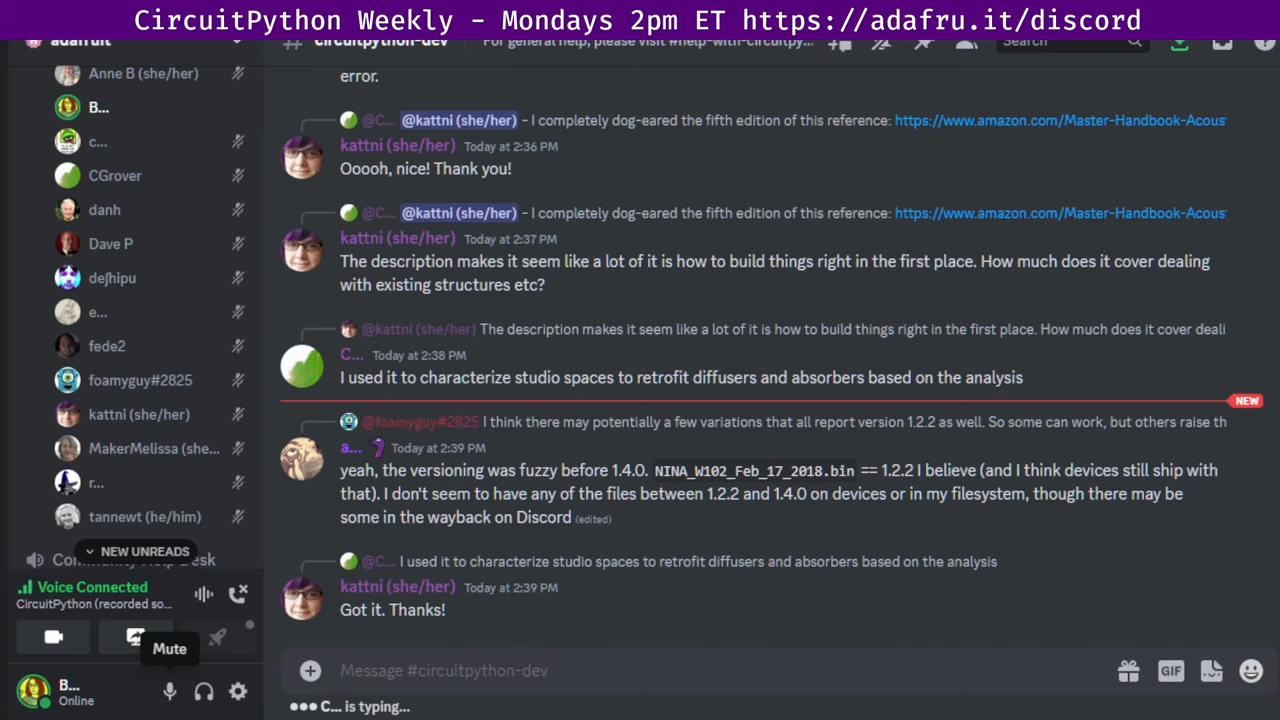 CircuitPython Weekly - Mondays 2pm ET https://adafru.it/discord
adafruit
circuitpython-dev
For general help, please visit #help-with-circuitpy...
Search
Anne B (she/her)
B...
c...
CGrover
danh
Dave P
deʃhipu
e...
fede2
foamyguy#2825
kattni (she/her)
MakerMelissa (she...
r...
tannewt (he/him)
NEW UNREADS
Community Help Desk
Voice Connected
CircuitPython (recorded so...
Mute
B...
Online
error.
@C... @kattni (she/her) - I completely dog-eared the fifth edition of this reference: https://www.amazon.com/Master-Handbook-Acous
kattni (she/her) Today at 2:36 PM
Ooooh, nice! Thank you!
@C... @kattni (she/her) - I completely dog-eared the fifth edition of this reference: https://www.amazon.com/Master-Handbook-Acous
kattni (she/her) Today at 2:37 PM
The description makes it seem like a lot of it is how to build things right in the first place. How much does it cover dealing
with existing structures etc?
@kattni (she/her) The description makes it seem like a lot of it is how to build things right in the first place. How much does it cover deali
C... Today at 2:38 PM
I used it to characterize studio spaces to retrofit diffusers and absorbers based on the analysis
NEW
@foamyguy#2825 I think there may potentially a few variations that all report version 1.2.2 as well. So some can work, but others raise th
a... Today at 2:39 PM
yeah, the versioning was fuzzy before 1.4.0. NINA_W102_Feb_17_2018.bin == 1.2.2 I believe (and I think devices still ship with
that). I don't seem to have any of the files between 1.2.2 and 1.4.0 on devices or in my filesystem, though there may be
some in the wayback on Discord (edited)
@C... I used it to characterize studio spaces to retrofit diffusers and absorbers based on the analysis
kattni (she/her) Today at 2:39 PM
Got it. Thanks!
Message #circuitpython-dev
GIF
C... is typing...